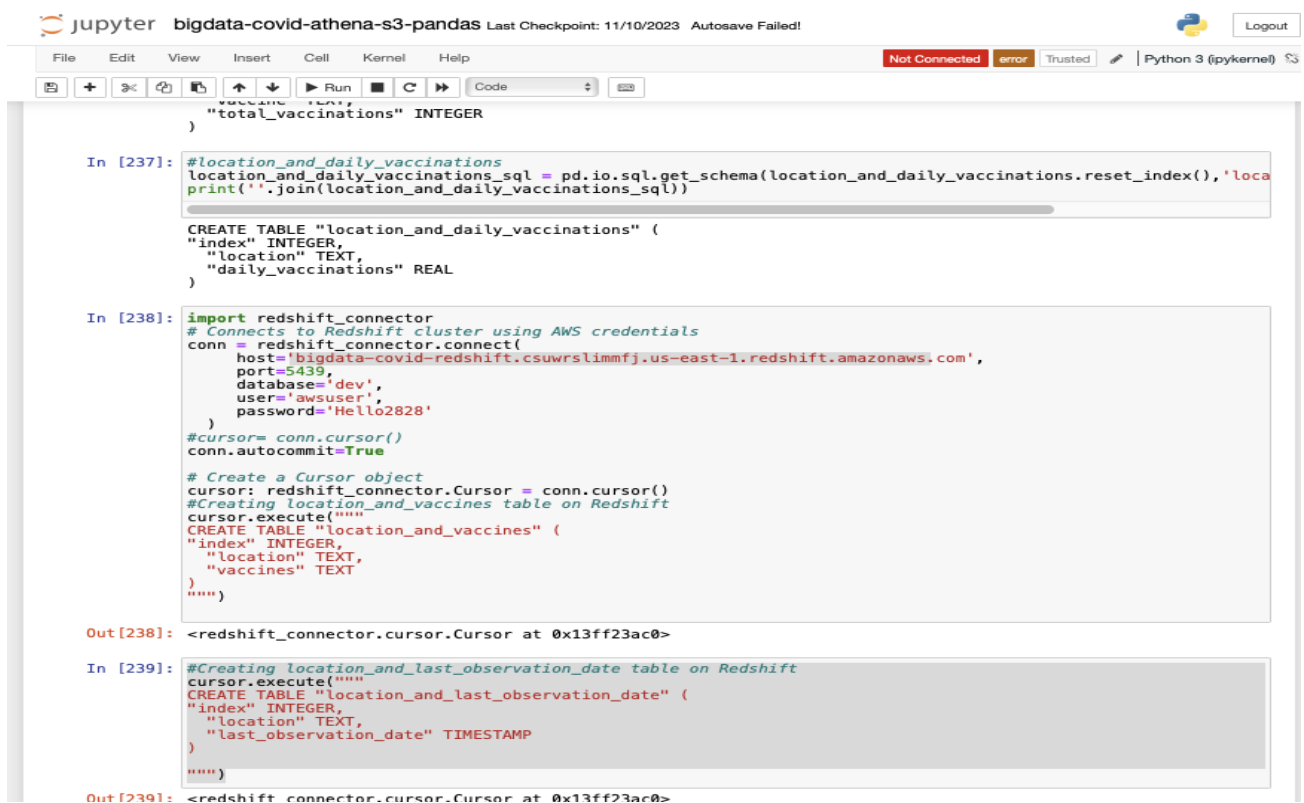 jupyter bigdata-covid-athena-s3-pandas Last Checkpoint: 11/10/2023 Autosave Failed! Logout
File Edit View Insert Cell Kernel Help Not Connected error Trusted Python 3 (ipykernel)
Run Code
"vaccine" TEXT,
"total_vaccinations" INTEGER
)
In [237]: #location_and_daily_vaccinations
location_and_daily_vaccinations_sql = pd.io.sql.get_schema(location_and_daily_vaccinations.reset_index(),'loca
print(''.join(location_and_daily_vaccinations_sql))
CREATE TABLE "location_and_daily_vaccinations" (
"index" INTEGER,
"location" TEXT,
"daily_vaccinations" REAL
)
In [238]: import redshift_connector
# Connects to Redshift cluster using AWS credentials
conn = redshift_connector.connect(
host='bigdata-covid-redshift.csuwrslimmfj.us-east-1.redshift.amazonaws.com',
port=5439,
database='dev',
user='awsuser',
password='Hello2828'
)
#cursor= conn.cursor()
conn.autocommit=True
# Create a Cursor object
cursor: redshift_connector.Cursor = conn.cursor()
#Creating location_and_vaccines table on Redshift
cursor.execute("""
CREATE TABLE "location_and_vaccines" (
"index" INTEGER,
"location" TEXT,
"vaccines" TEXT
)
""")
Out[238]: <redshift_connector.cursor.Cursor at 0x13ff23ac0>
In [239]: #Creating location_and_last_observation_date table on Redshift
cursor.execute("""
CREATE TABLE "location_and_last_observation_date" (
"index" INTEGER,
"location" TEXT,
"last_observation_date" TIMESTAMP
)
""")
Out[239]: <redshift_connector.cursor.Cursor at 0x13ff23ac0>